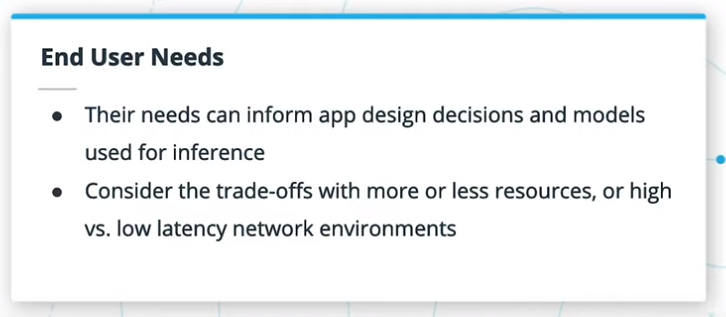 End User Needs
● Their needs can inform app design decisions and models
used for inference
● Consider the trade-offs with more or less resources, or high
vs. low latency network environments